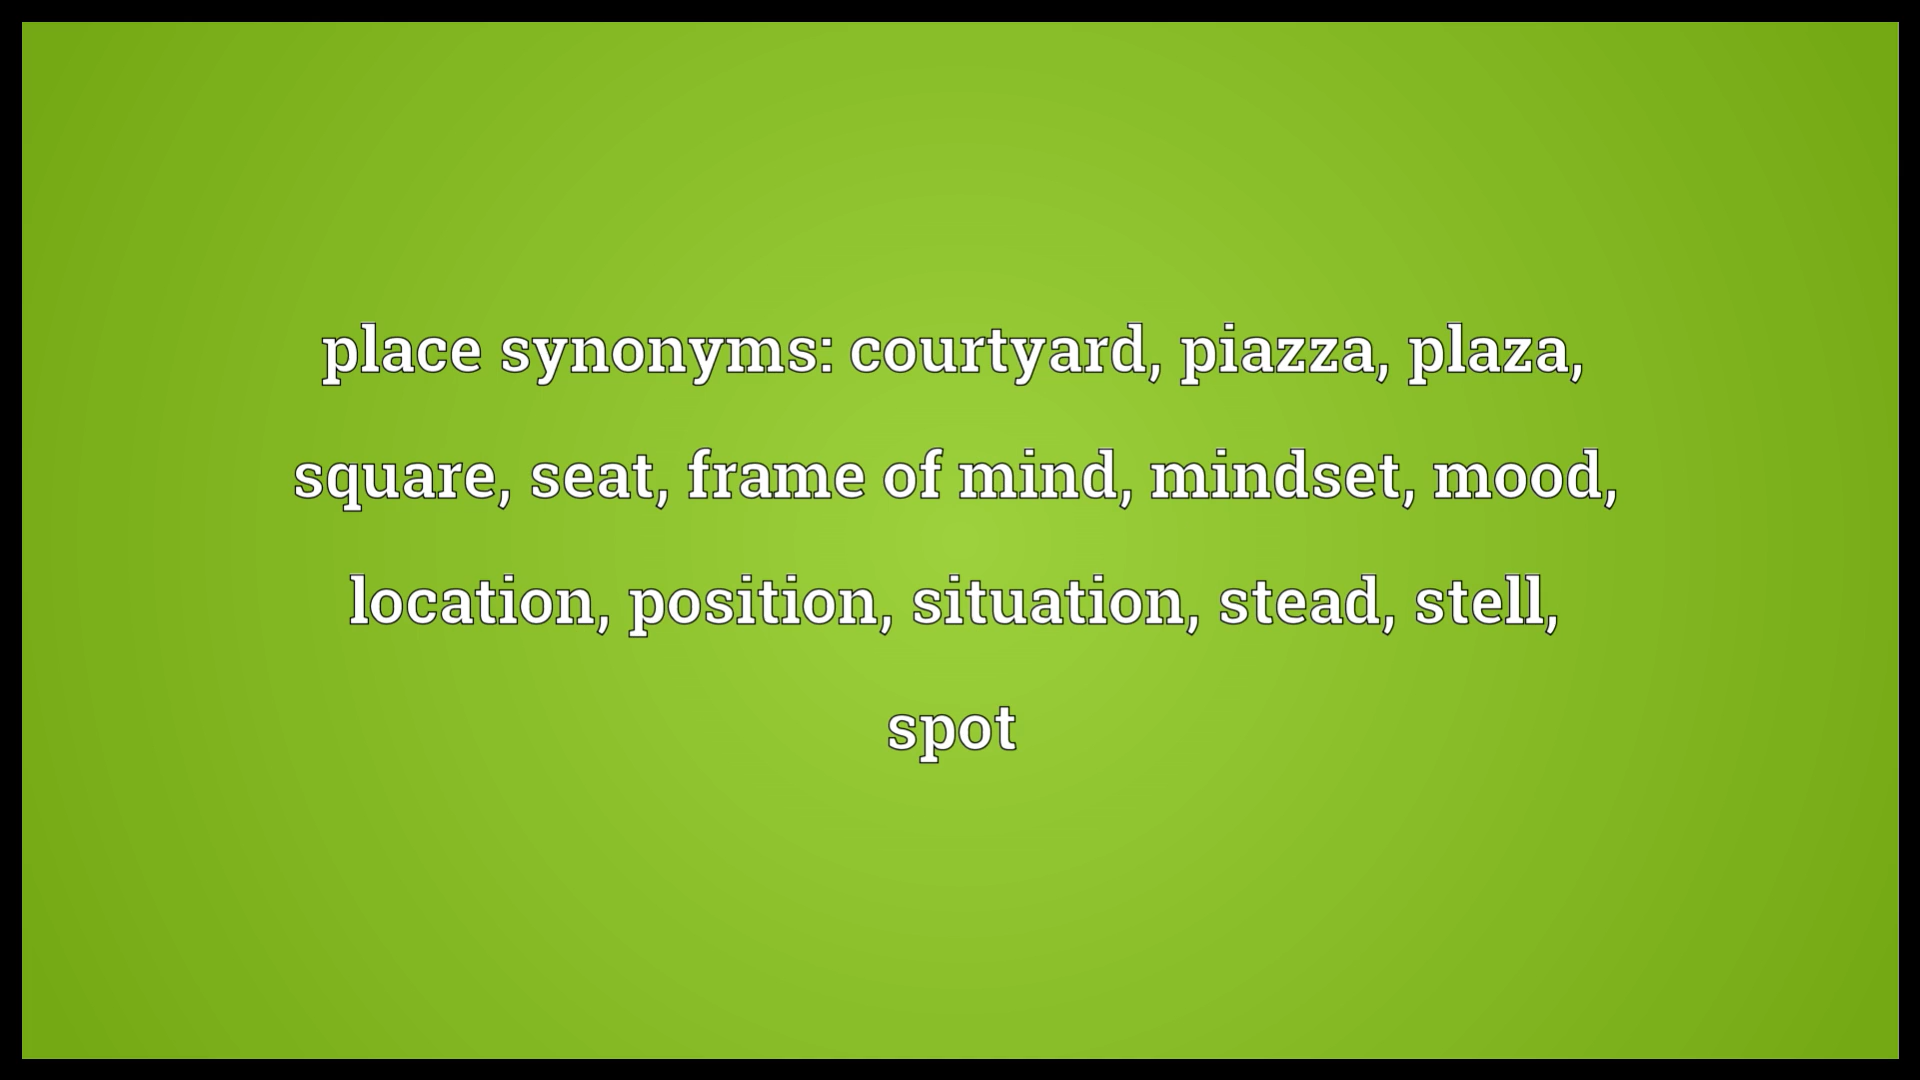 place synonyms: courtyard, piazza, plaza,
square, seat, frame of mind, mindset, mood,
location, position, situation, stead, stell,
spot